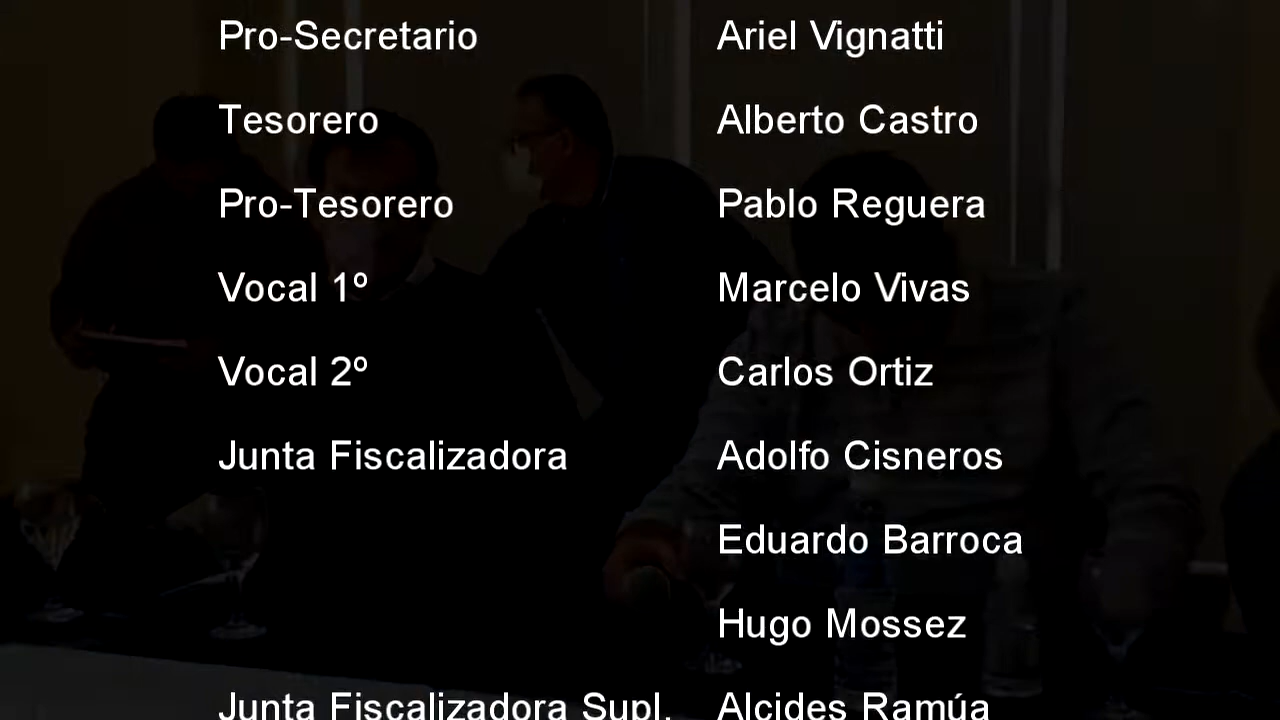 Pro-Secretario Ariel Vignatti
Tesorero Alberto Castro
Pro-Tesorero Pablo Reguera
Vocal 1º Marcelo Vivas
Vocal 2º Carlos Ortiz
Junta Fiscalizadora Adolfo Cisneros
Eduardo Barroca
Hugo Mossez
Junta Fiscalizadora Supl. Alcides Ramúa